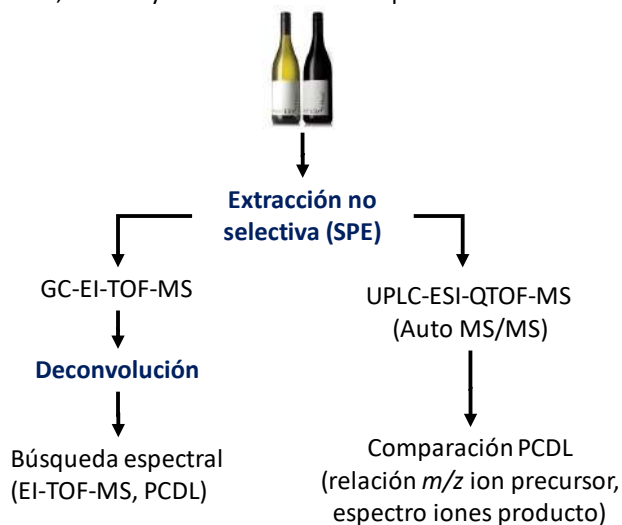 Extracción no
selectiva (SPE)
GC-EI-TOF-MS
Deconvolución
Búsqueda espectral
(EI-TOF-MS, PCDL)
UPLC-ESI-QTOF-MS
(Auto MS/MS)
Comparación PCDL
(relación m/z ion precursor,
espectro iones producto)